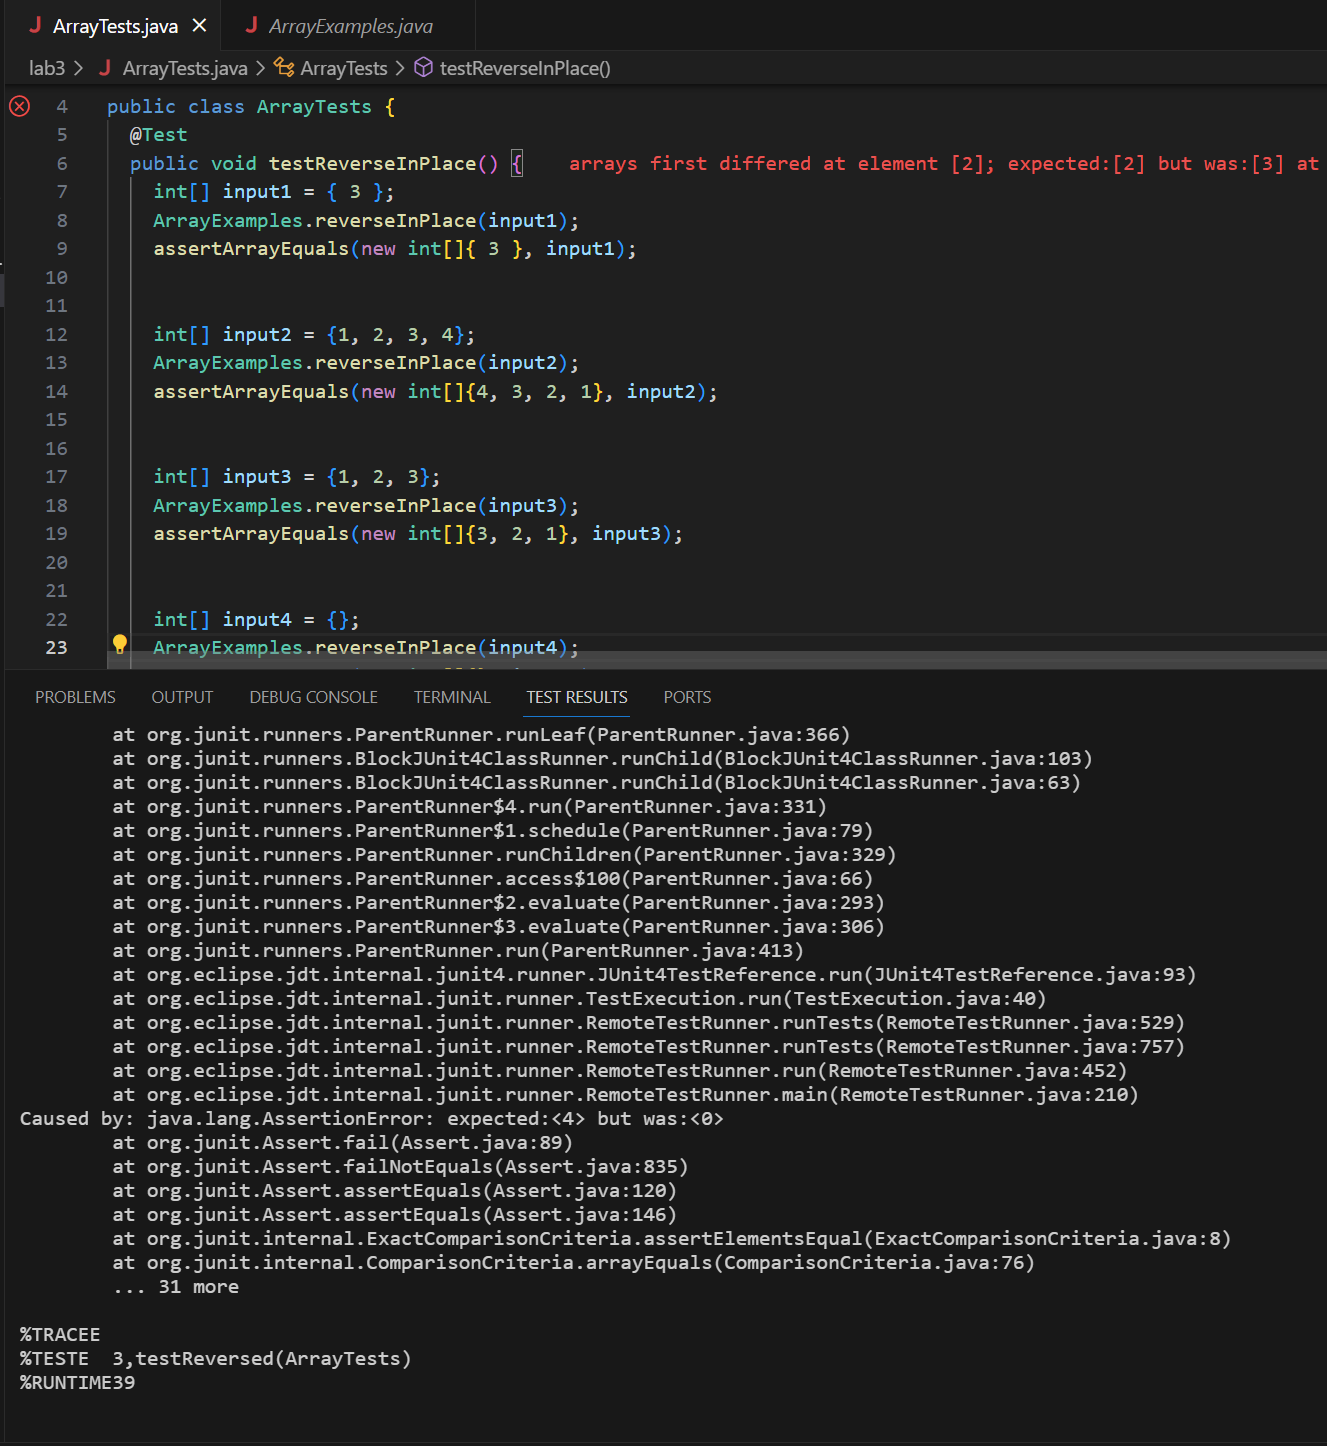 J ArrayTests.java × J ArrayExamples.java
lab3 > J ArrayTests.java > ArrayTests > testReverseInPlace()
4 public class ArrayTests {
5 @Test
6 public void testReverseInPlace() { arrays first differed at element [2]; expected:[2] but was:[3] at
7 int[] input1 = { 3 };
8 ArrayExamples.reverseInPlace(input1);
9 assertArrayEquals(new int[]{ 3 }, input1);
10
11
12 int[] input2 = {1, 2, 3, 4};
13 ArrayExamples.reverseInPlace(input2);
14 assertArrayEquals(new int[]{4, 3, 2, 1}, input2);
15
16
17 int[] input3 = {1, 2, 3};
18 ArrayExamples.reverseInPlace(input3);
19 assertArrayEquals(new int[]{3, 2, 1}, input3);
20
21
22 int[] input4 = {};
23 ArrayExamples.reverseInPlace(input4);
PROBLEMS OUTPUT DEBUG CONSOLE TERMINAL TEST RESULTS PORTS
at org.junit.runners.ParentRunner.runLeaf(ParentRunner.java:366)
at org.junit.runners.BlockJUnit4ClassRunner.runChild(BlockJUnit4ClassRunner.java:103)
at org.junit.runners.BlockJUnit4ClassRunner.runChild(BlockJUnit4ClassRunner.java:63)
at org.junit.runners.ParentRunner$4.run(ParentRunner.java:331)
at org.junit.runners.ParentRunner$1.schedule(ParentRunner.java:79)
at org.junit.runners.ParentRunner.runChildren(ParentRunner.java:329)
at org.junit.runners.ParentRunner.access$100(ParentRunner.java:66)
at org.junit.runners.ParentRunner$2.evaluate(ParentRunner.java:293)
at org.junit.runners.ParentRunner$3.evaluate(ParentRunner.java:306)
at org.junit.runners.ParentRunner.run(ParentRunner.java:413)
at org.eclipse.jdt.internal.junit4.runner.JUnit4TestReference.run(JUnit4TestReference.java:93)
at org.eclipse.jdt.internal.junit.runner.TestExecution.run(TestExecution.java:40)
at org.eclipse.jdt.internal.junit.runner.RemoteTestRunner.runTests(RemoteTestRunner.java:529)
at org.eclipse.jdt.internal.junit.runner.RemoteTestRunner.runTests(RemoteTestRunner.java:757)
at org.eclipse.jdt.internal.junit.runner.RemoteTestRunner.run(RemoteTestRunner.java:452)
at org.eclipse.jdt.internal.junit.runner.RemoteTestRunner.main(RemoteTestRunner.java:210)
Caused by: java.lang.AssertionError: expected:<4> but was:<0>
at org.junit.Assert.fail(Assert.java:89)
at org.junit.Assert.failNotEquals(Assert.java:835)
at org.junit.Assert.assertEquals(Assert.java:120)
at org.junit.Assert.assertEquals(Assert.java:146)
at org.junit.internal.ExactComparisonCriteria.assertElementsEqual(ExactComparisonCriteria.java:8)
at org.junit.internal.ComparisonCriteria.arrayEquals(ComparisonCriteria.java:76)
... 31 more
%TRACEE
%TESTE 3,testReversed(ArrayTests)
%RUNTIME39